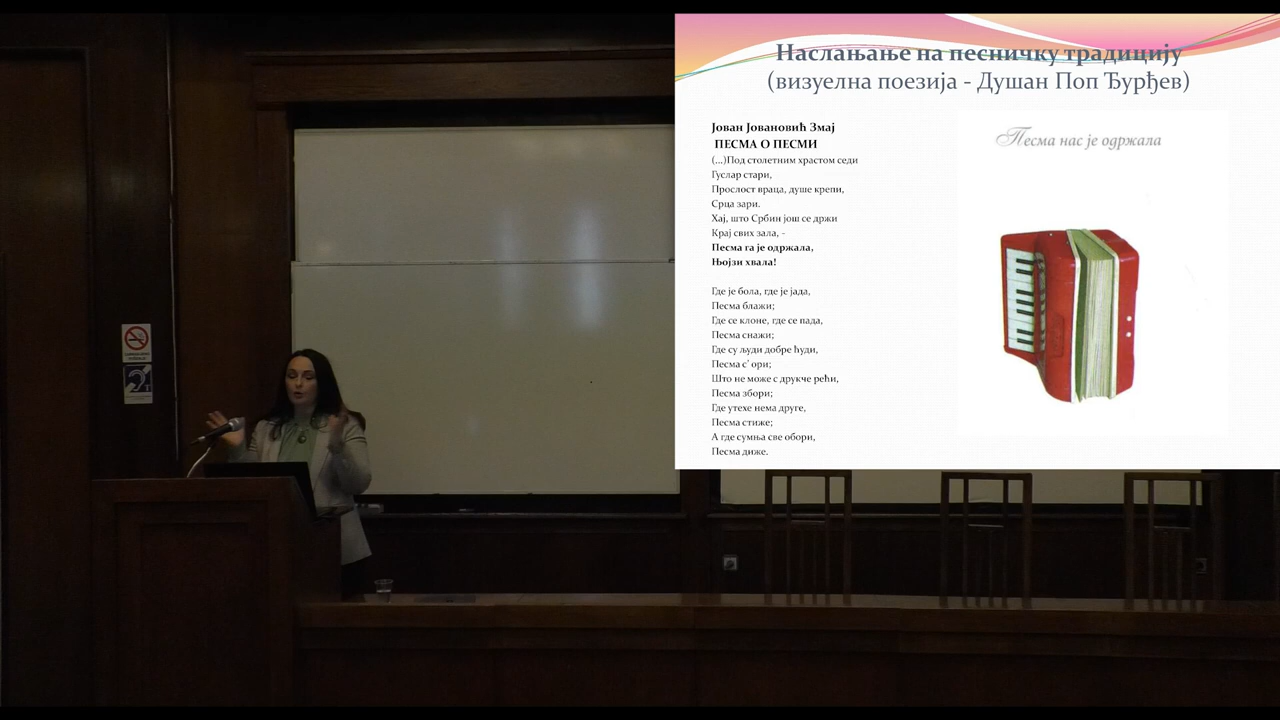 Наслањање на песничку традицију
(визуелна поезија - Душан Поп Ђурђев)
Јован Јовановић Змај
ПЕСМА О ПЕСМИ
(...)Под столетним храстом седи
Гуслар стари,
Прослост враца, душе крепи,
Срца зари.
Хај, што Србин још се држи
Крај свих зала, -
Песма га је одржала,
Њојзи хвала!
Где је бола, где је јада,
Песма блажи;
Где се клоне, где се пада,
Песма снажи;
Где су људи добре ћуди,
Песма с` ори;
Што не може с друкче рећи,
Песма збори;
Где утехе нема друге,
Песма стиже;
А где сумња све обори,
Песма диже.
Песма нас је одржала